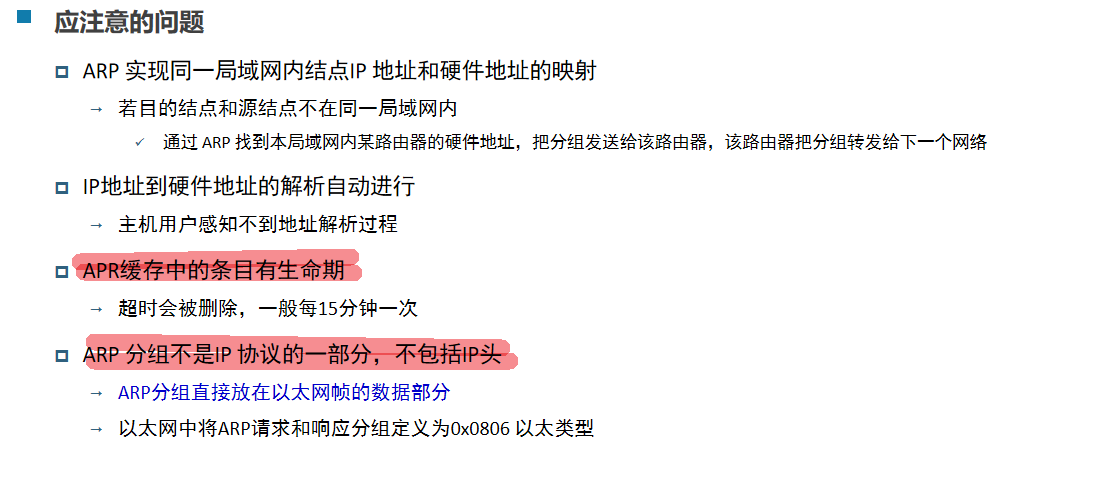 应注意的问题
ARP 实现同一局域网内结点IP 地址和硬件地址的映射
→ 若目的结点和源结点不在同一局域网内
✓ 通过 ARP 找到本局域网内某路由器的硬件地址，把分组发送给该路由器，该路由器把分组转发给下一个网络
IP地址到硬件地址的解析自动进行
→ 主机用户感知不到地址解析过程
APR缓存中的条目有生命期
→ 超时会被删除，一般每15分钟一次
ARP 分组不是IP 协议的一部分，不包括IP头
→ ARP分组直接放在以太网帧的数据部分
→ 以太网中将ARP请求和响应分组定义为0x0806 以太类型